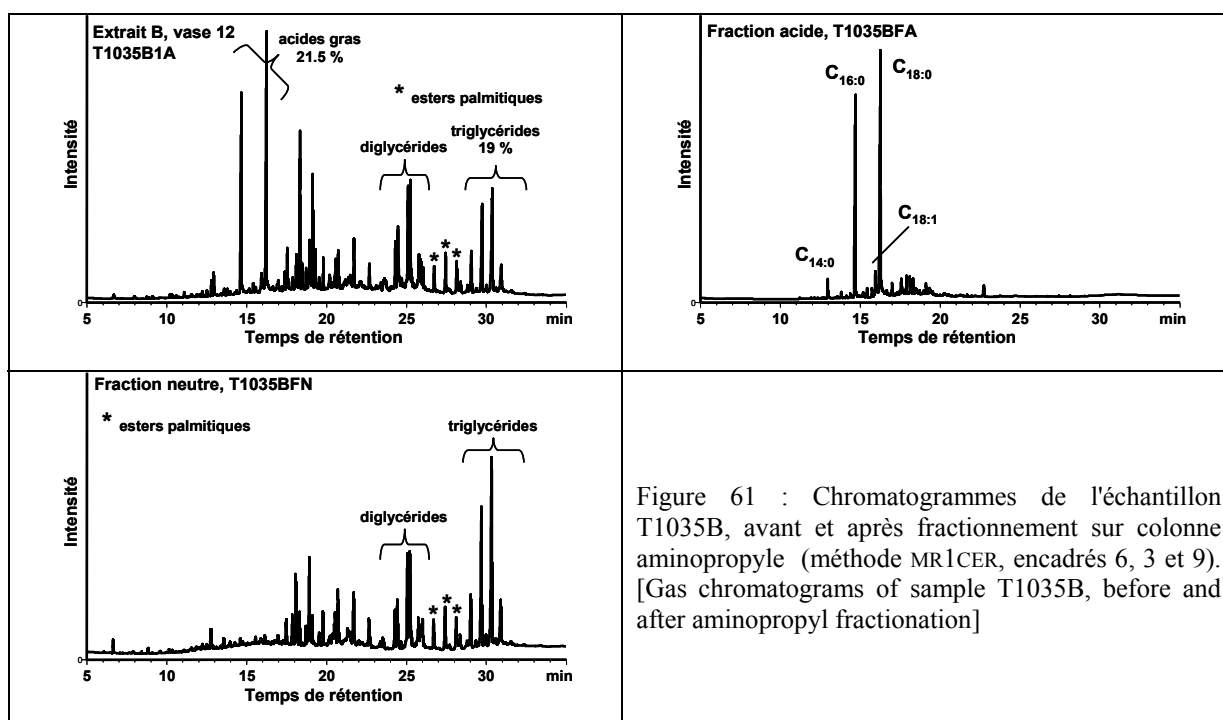 Extrait B, vase 12
T1035B1A
acides gras
21.5 %
* esters palmitiques
diglycérides
triglycérides
19 %
* * *
Intensité
0
5 10 15 20 25 30 min
Temps de rétention
Fraction acide, T1035BFA
C16:0
C18:0
C18:1
C14:0
Intensité
0
5 10 15 20 30 min
Temps de rétention
Fraction neutre, T1035BFN
* esters palmitiques
triglycérides
diglycérides
* * *
Intensité
0
5 10 15 20 25 30 min
Temps de rétention
Figure 61 : Chromatogrammes de l'échantillon
T1035B, avant et après fractionnement sur colonne
aminopropyle (méthode MR1CER, encadrés 6, 3 et 9).
[Gas chromatograms of sample T1035B, before and
after aminopropyl fractionation]